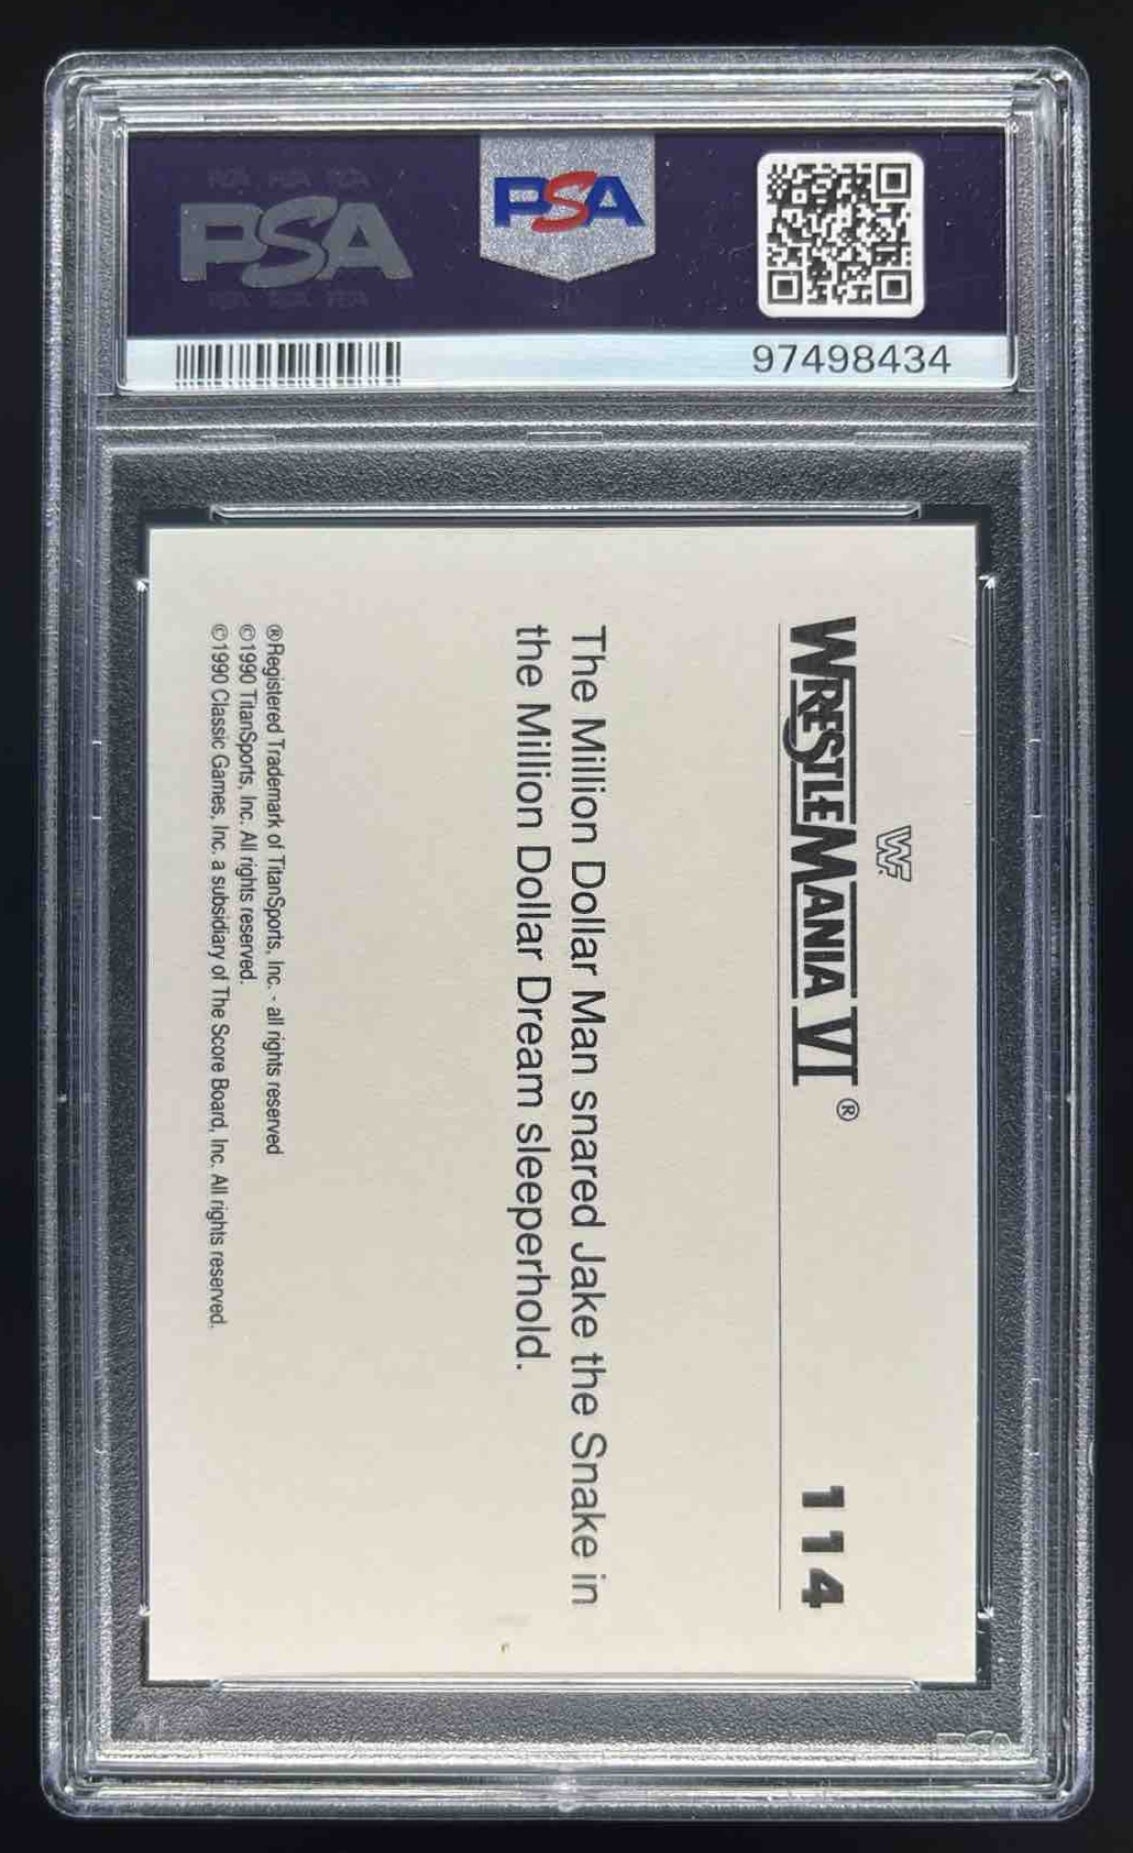 PSA
PSA
97498434
WF
WRESTLEMANIA VI ®
114
The Million Dollar Man snared Jake the Snake in
the Million Dollar Dream sleeperhold.
®Registered Trademark of TitanSports, Inc. - all rights reserved
©1990 TitanSports, Inc. All rights reserved.
©1990 Classic Games, Inc. a subsidiary of The Score Board, Inc. All rights reserved.
PSA